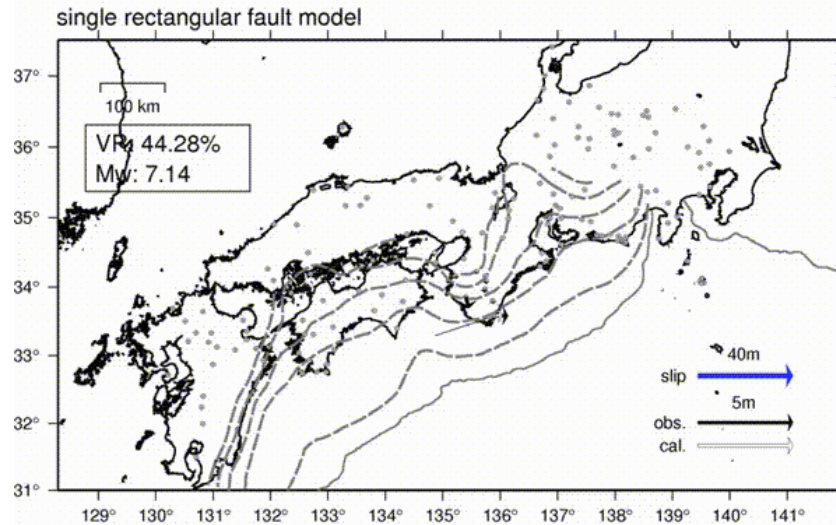 single rectangular fault model
37°
100 km
VR: 44.28%
Mw: 7.14
36°
35°
34°
33°
40m
slip
5m
32°
obs.
cal.
31°
129° 130° 131° 132° 133° 134° 135° 136° 137° 138° 139° 140° 141°